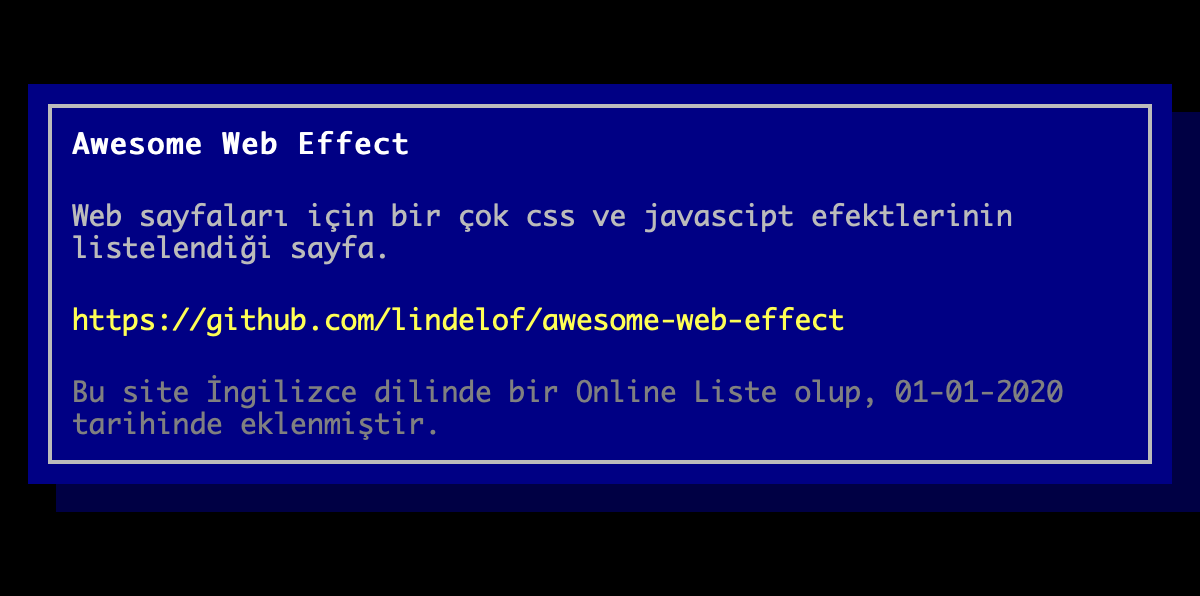 Awesome Web Effect
Web sayfaları için bir çok css ve javascipt efektlerinin
listelendiği sayfa.
https://github.com/lindelof/awesome-web-effect
Bu site İngilizce dilinde bir Online Liste olup, 01-01-2020
tarihinde eklenmiştir.